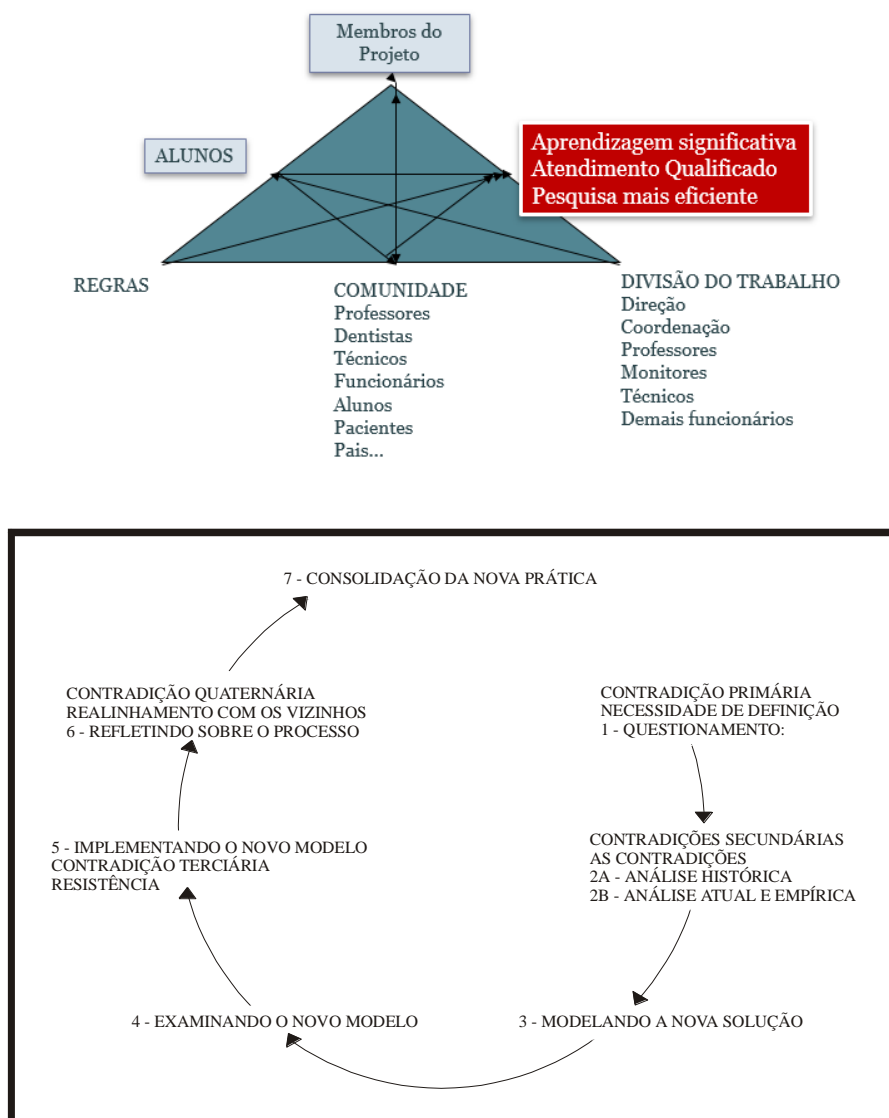 Membros do
Projeto
ALUNOS
Aprendizagem significativa
Atendimento Qualificado
Pesquisa mais eficiente
REGRAS
COMUNIDADE
Professores
Dentistas
Técnicos
Funcionários
Alunos
Pacientes
Pais...
DIVISÃO DO TRABALHO
Direção
Coordenação
Professores
Monitores
Técnicos
Demais funcionários
7 - CONSOLIDAÇÃO DA NOVA PRÁTICA
CONTRADIÇÃO QUATERNÁRIA
REALINHAMENTO COM OS VIZINHOS
6 - REFLETINDO SOBRE O PROCESSO
CONTRADIÇÃO PRIMÁRIA
NECESSIDADE DE DEFINIÇÃO
1 - QUESTIONAMENTO:
5 - IMPLEMENTANDO O NOVO MODELO
CONTRADIÇÃO TERCIÁRIA
RESISTÊNCIA
CONTRADIÇÕES SECUNDÁRIAS
AS CONTRADIÇÕES
2A - ANÁLISE HISTÓRICA
2B - ANÁLISE ATUAL E EMPÍRICA
4 - EXAMINANDO O NOVO MODELO
3 - MODELANDO A NOVA SOLUÇÃO